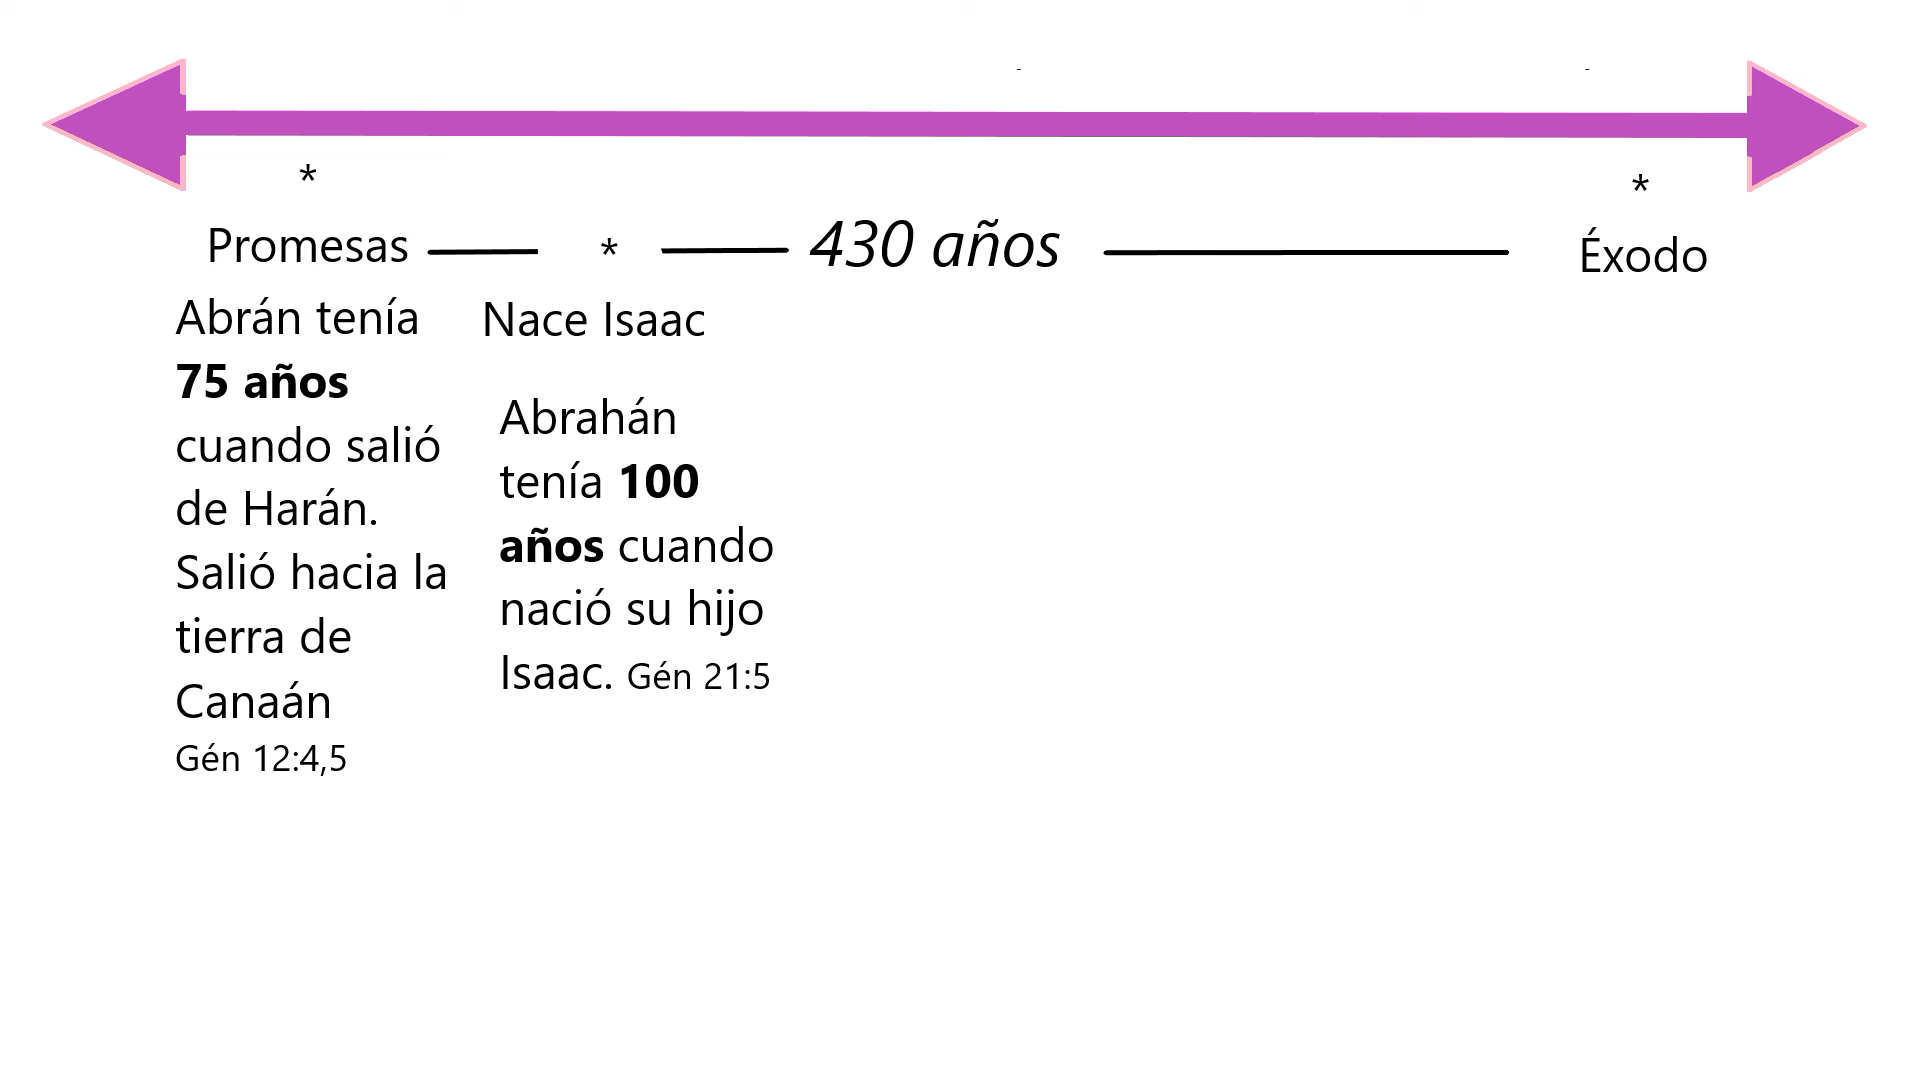 *
*
Promesas
*
430 años
Éxodo
Abrán tenía
75 años
cuando salió
de Harán.
Salió hacia la
tierra de
Canaán
Gén 12:4,5
Nace Isaac
Abrahán
tenía 100
años cuando
nació su hijo
Isaac. Gén 21:5